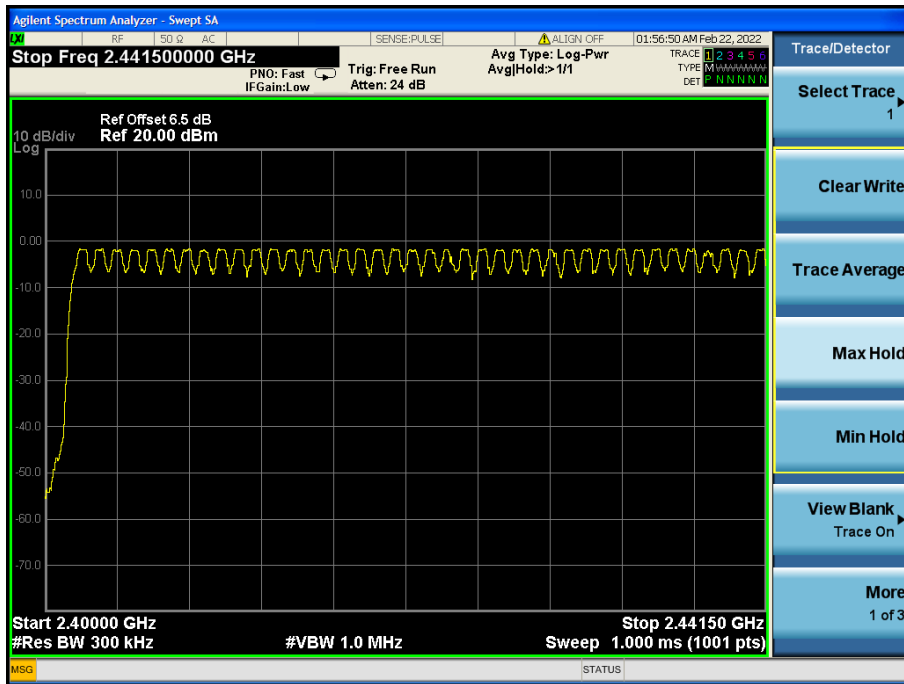 Agilent Spectrum Analyzer - Swept SA
LXI RF 50 Ω AC SENSE:PULSE ALIGN OFF 01:56:50 AM Feb 22, 2022
Stop Freq 2.441500000 GHz
PNO: Fast
IFGain:Low
Trig: Free Run
Atten: 24 dB
Avg Type: Log-Pwr
Avg|Hold:>1/1
TRACE 1 2 3 4 5 6
TYPE M W W W W W
DET P N N N N N
Ref Offset 6.5 dB
10 dB/div Ref 20.00 dBm
Log
10.0
0.00
-10.0
-20.0
-30.0
-40.0
-50.0
-60.0
-70.0
Start 2.40000 GHz Stop 2.44150 GHz
#Res BW 300 kHz #VBW 1.0 MHz Sweep 1.000 ms (1001 pts)
MSG STATUS
Trace/Detector
Select Trace
1
Clear Write
Trace Average
Max Hold
Min Hold
View Blank
Trace On
More
1 of 3